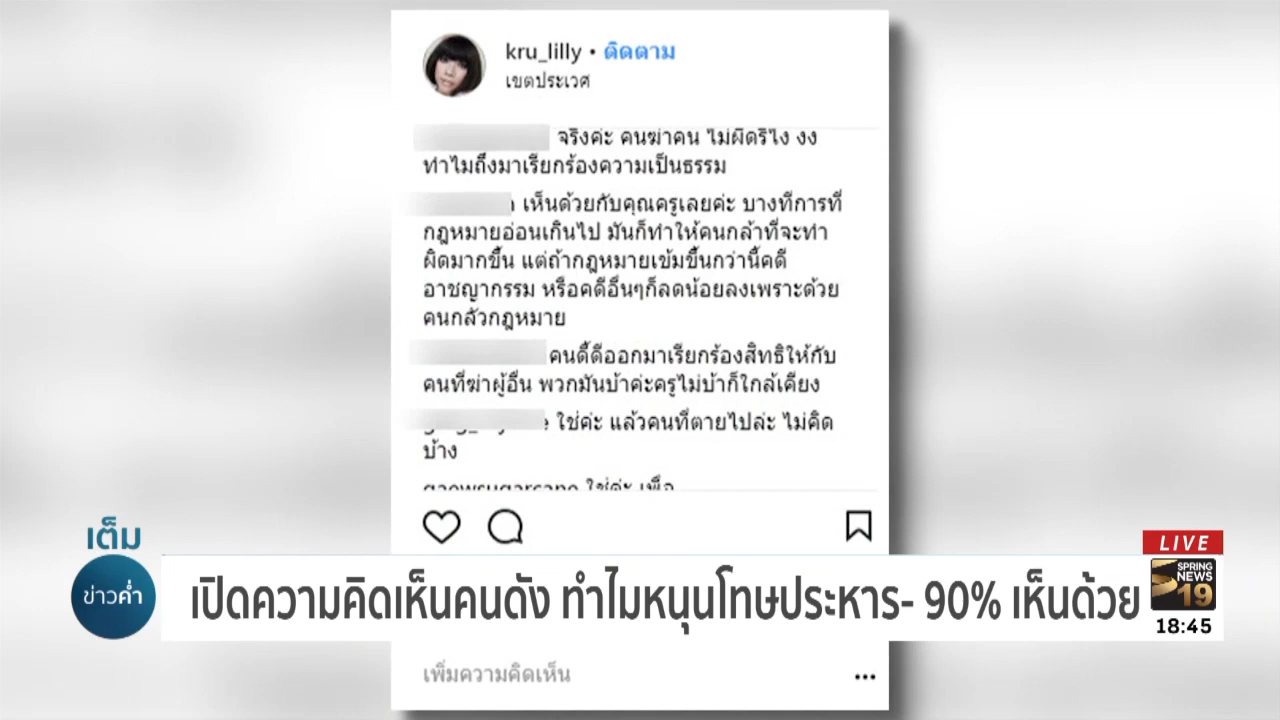 kru_lilly • ติดตาม
เขตประเวศ
จริงค่ะ คนฆ่าคน ไม่ผิดรึไง งง
ทำไมถึงมาเรียกร้องความเป็นธรรม
เห็นด้วยกับคุณครูเลยค่ะ บางทีการที่
กฎหมายอ่อนเกินไป มันก็ทำให้คนกล้าที่จะทำ
ผิดมากขึ้น แต่ถ้ากฎหมายเข้มขึ้นกว่านี้คดี
อาชญากรรม หรือคดีอื่นๆก็ลดน้อยลงเพราะด้วย
คนกลัวกฎหมาย
คนดี้ดีออกมาเรียกร้องสิทธิให้กับ
คนที่ฆ่าผู้อื่น พวกมันบ้าค่ะครูไม่บ้าก็ใกล้เคียง
ใช่ค่ะ แล้วคนที่ตายไปล่ะ ไม่คิด
บ้าง
gaewsugarcane ใช่ค่ะ เพื่อ
เต็ม
ข่าวค่ำ
เปิดความคิดเห็นคนดัง ทำไมหนุนโทษประหาร- 90% เห็นด้วย
LIVE
SPRING
NEWS
19
18:45
เพิ่มความคิดเห็น